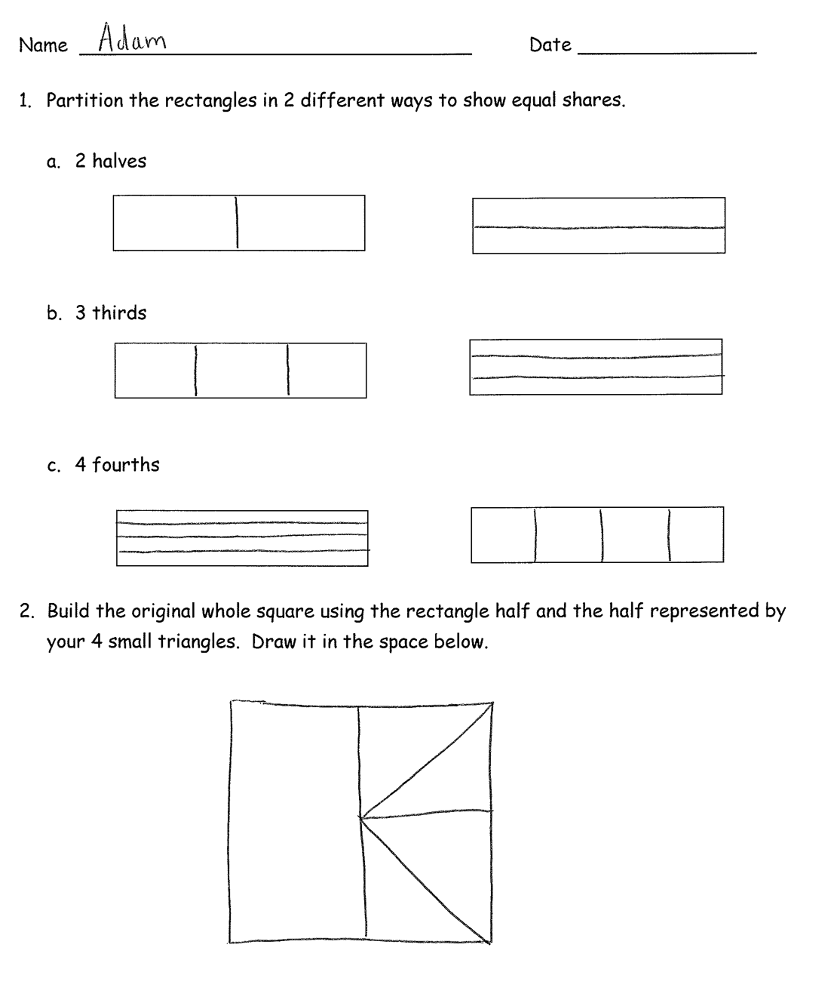 Name Adam Date
1. Partition the rectangles in 2 different ways to show equal shares.
a. 2 halves
b. 3 thirds
c. 4 fourths
2. Build the original whole square using the rectangle half and the half represented by
your 4 small triangles. Draw it in the space below.